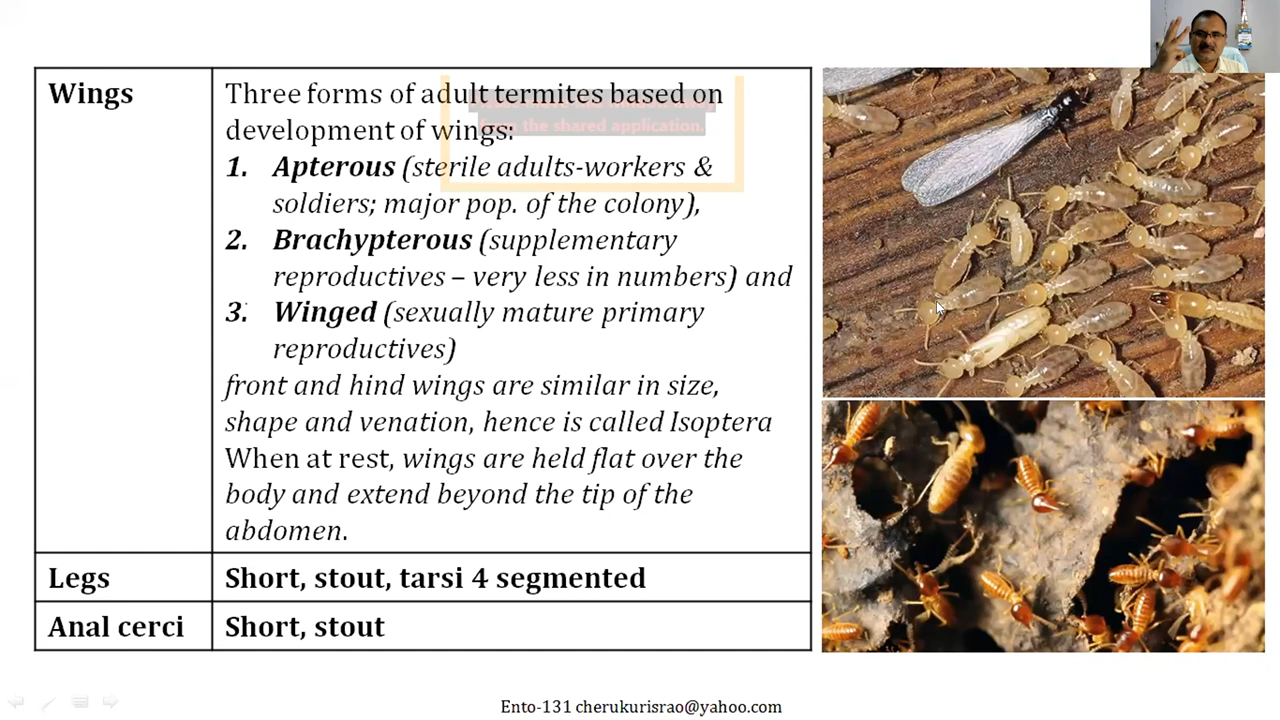 Wings
Three forms of adult termites based on
development of wings:
1. Apterous (sterile adults-workers &
soldiers; major pop. of the colony),
2. Brachypterous (supplementary
reproductives – very less in numbers) and
3. Winged (sexually mature primary
reproductives)
front and hind wings are similar in size,
shape and venation, hence is called Isoptera
When at rest, wings are held flat over the
body and extend beyond the tip of the
abdomen.
from the shared application.
Legs
Short, stout, tarsi 4 segmented
Anal cerci
Short, stout
Ento-131 cherukurisrao@yahoo.com